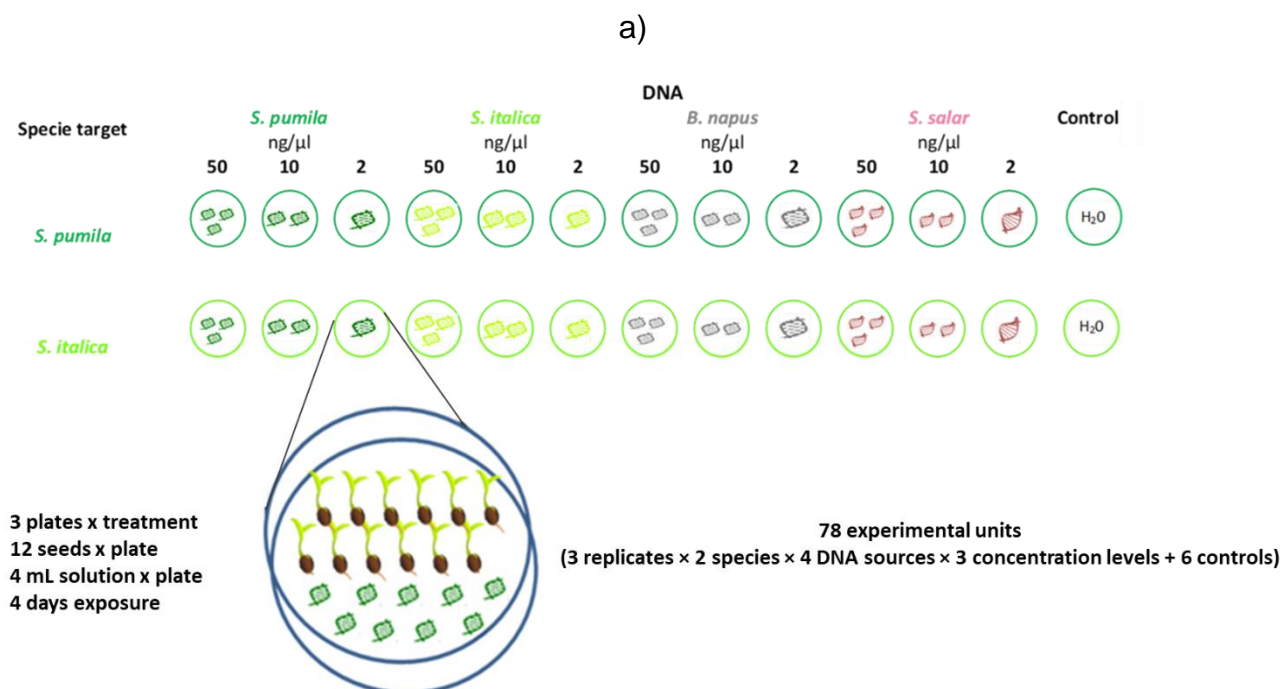 a)
DNA
Specie target
S. pumila S. italica B. napus S. salar Control
ng/µl ng/µl ng/µl ng/µl
50 10 2 50 10 2 50 10 2 50 10 2
S. pumila
H₂O
S. italica
H₂O
3 plates x treatment
12 seeds x plate
4 mL solution x plate
4 days exposure
78 experimental units
(3 replicates × 2 species × 4 DNA sources × 3 concentration levels + 6 controls)